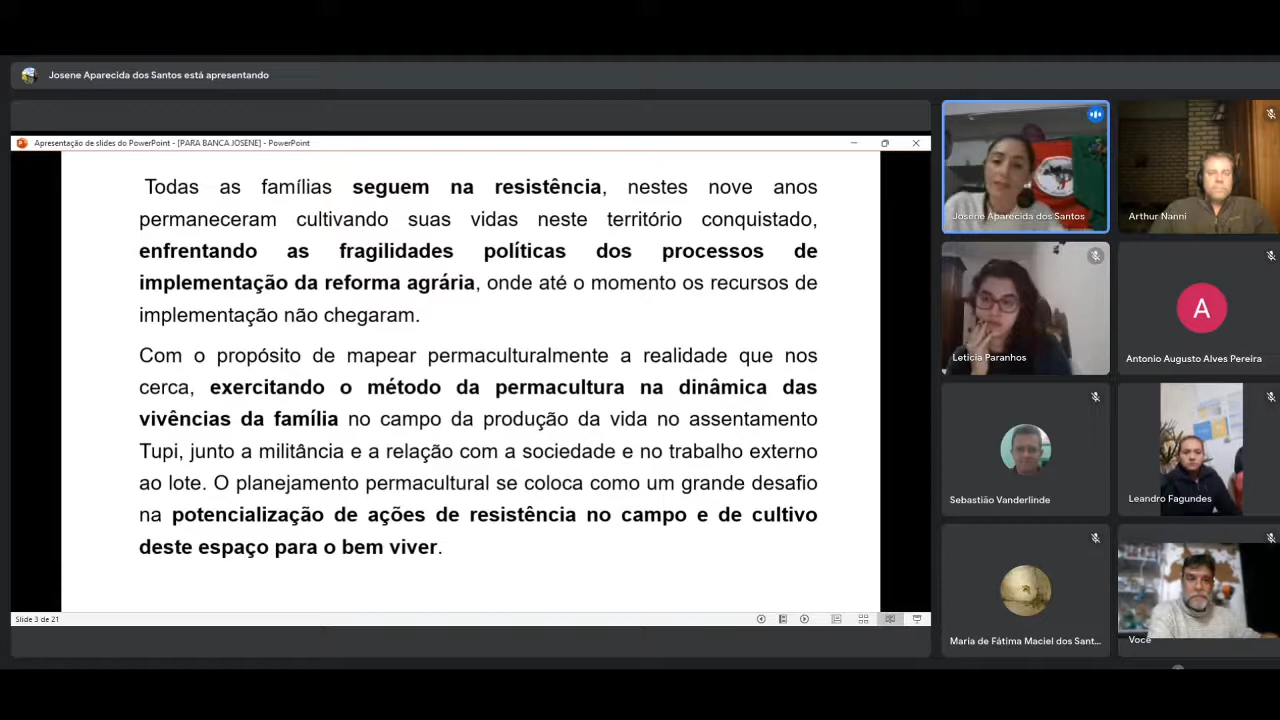 Josene Aparecida dos Santos está apresentando
Apresentação de slides do PowerPoint - [PARA BANCA JOSENE] - PowerPoint
Todas as famílias seguem na resistência, nestes nove anos
permaneceram cultivando suas vidas neste território conquistado,
enfrentando as fragilidades políticas dos processos de
implementação da reforma agrária, onde até o momento os recursos de
implementação não chegaram.
Com o propósito de mapear permaculturalmente a realidade que nos
cerca, exercitando o método da permacultura na dinâmica das
vivências da família no campo da produção da vida no assentamento
Tupi, junto a militância e a relação com a sociedade e no trabalho externo
ao lote. O planejamento permacultural se coloca como um grande desafio
na potencialização de ações de resistência no campo e de cultivo
deste espaço para o bem viver.
Slide 3 de 21
Josene Aparecida dos Santos
Arthur Nanni
Leticia Paranhos
A
Antonio Augusto Alves Pereira
Sebastião Vanderlinde
Leandro Fagundes
Maria de Fátima Maciel dos Sant...
Você